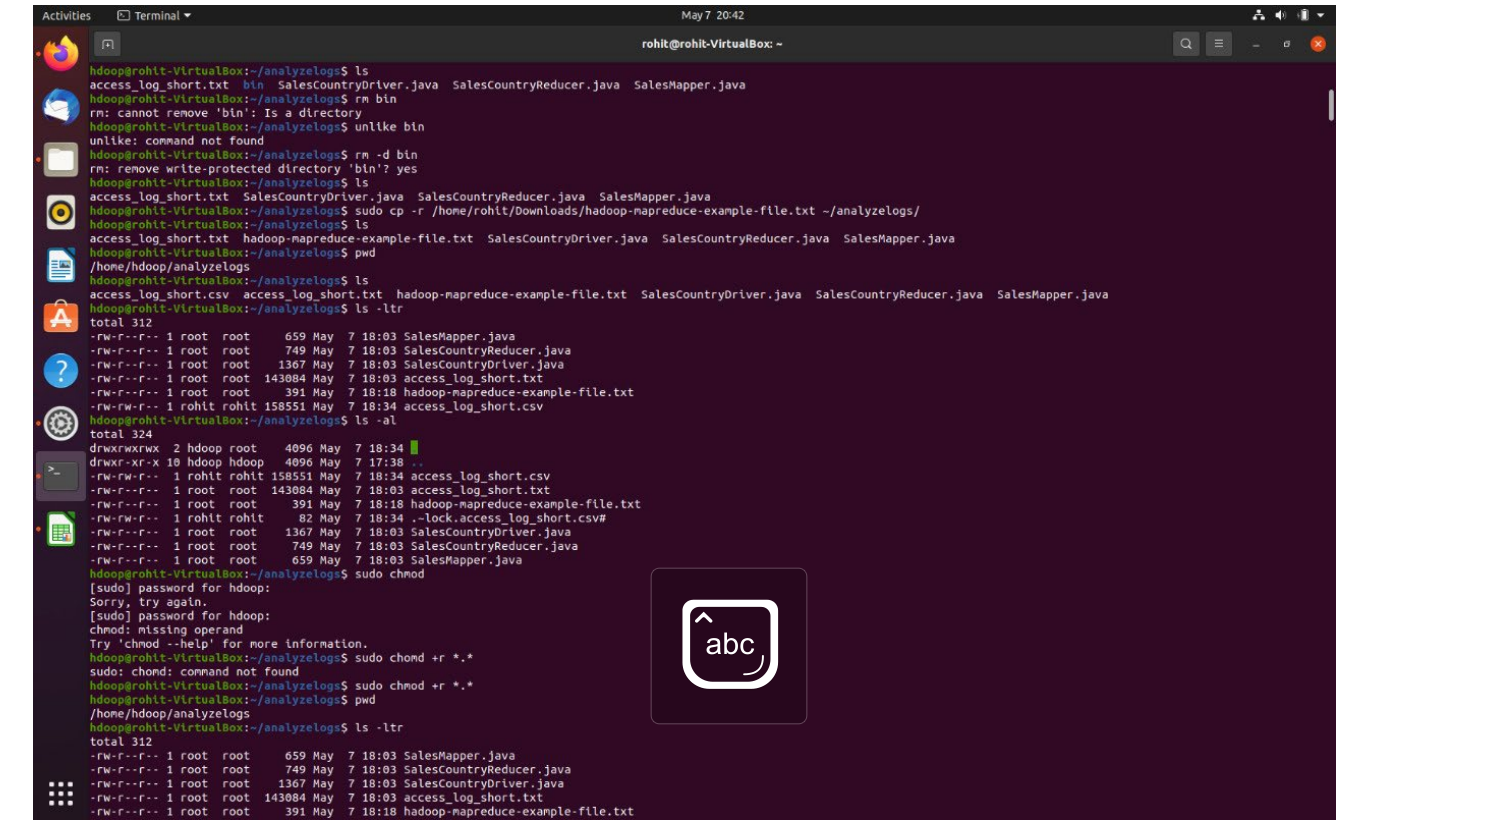 Activities Terminal May 7 20:42
rohit@rohit-VirtualBox: ~
hdoop@rohit-VirtualBox:~/analyzelogs$ ls
access_log_short.txt bin SalesCountryDriver.java SalesCountryReducer.java SalesMapper.java
hdoop@rohit-VirtualBox:~/analyzelogs$ rm bin
rm: cannot remove 'bin': Is a directory
hdoop@rohit-VirtualBox:~/analyzelogs$ unlike bin
unlike: command not found
hdoop@rohit-VirtualBox:~/analyzelogs$ rm -d bin
rm: remove write-protected directory 'bin'? yes
hdoop@rohit-VirtualBox:~/analyzelogs$ ls
access_log_short.txt SalesCountryDriver.java SalesCountryReducer.java SalesMapper.java
hdoop@rohit-VirtualBox:~/analyzelogs$ sudo cp -r /home/rohit/Downloads/hadoop-mapreduce-example-file.txt ~/analyzelogs/
hdoop@rohit-VirtualBox:~/analyzelogs$ ls
access_log_short.txt hadoop-mapreduce-example-file.txt SalesCountryDriver.java SalesCountryReducer.java SalesMapper.java
hdoop@rohit-VirtualBox:~/analyzelogs$ pwd
/home/hdoop/analyzelogs
hdoop@rohit-VirtualBox:~/analyzelogs$ ls
access_log_short.csv access_log_short.txt hadoop-mapreduce-example-file.txt SalesCountryDriver.java SalesCountryReducer.java SalesMapper.java
hdoop@rohit-VirtualBox:~/analyzelogs$ ls -ltr
total 312
-rw-r--r-- 1 root root 659 May 7 18:03 SalesMapper.java
-rw-r--r-- 1 root root 749 May 7 18:03 SalesCountryReducer.java
-rw-r--r-- 1 root root 1367 May 7 18:03 SalesCountryDriver.java
-rw-r--r-- 1 root root 143084 May 7 18:03 access_log_short.txt
-rw-r--r-- 1 root root 391 May 7 18:18 hadoop-mapreduce-example-file.txt
-rw-rw-r-- 1 rohit rohit 158551 May 7 18:34 access_log_short.csv
hdoop@rohit-VirtualBox:~/analyzelogs$ ls -al
total 324
drwxrwxrwx 2 hdoop root 4096 May 7 18:34 .
drwxr-xr-x 10 hdoop hdoop 4096 May 7 17:38 ..
-rw-rw-r-- 1 rohit rohit 158551 May 7 18:34 access_log_short.csv
-rw-r--r-- 1 root root 143084 May 7 18:03 access_log_short.txt
-rw-r--r-- 1 root root 391 May 7 18:18 hadoop-mapreduce-example-file.txt
-rw-rw-r-- 1 rohit rohit 82 May 7 18:34 .~lock.access_log_short.csv#
-rw-r--r-- 1 root root 1367 May 7 18:03 SalesCountryDriver.java
-rw-r--r-- 1 root root 749 May 7 18:03 SalesCountryReducer.java
-rw-r--r-- 1 root root 659 May 7 18:03 SalesMapper.java
hdoop@rohit-VirtualBox:~/analyzelogs$ sudo chmod
[sudo] password for hdoop:
Sorry, try again.
[sudo] password for hdoop:
chmod: missing operand
Try 'chmod --help' for more information.
hdoop@rohit-VirtualBox:~/analyzelogs$ sudo chomd +r *.*
sudo: chomd: command not found
hdoop@rohit-VirtualBox:~/analyzelogs$ sudo chmod +r *.*
hdoop@rohit-VirtualBox:~/analyzelogs$ pwd
/home/hdoop/analyzelogs
hdoop@rohit-VirtualBox:~/analyzelogs$ ls -ltr
total 312
-rw-r--r-- 1 root root 659 May 7 18:03 SalesMapper.java
-rw-r--r-- 1 root root 749 May 7 18:03 SalesCountryReducer.java
-rw-r--r-- 1 root root 1367 May 7 18:03 SalesCountryDriver.java
-rw-r--r-- 1 root root 143084 May 7 18:03 access_log_short.txt
-rw-r--r-- 1 root root 391 May 7 18:18 hadoop-mapreduce-example-file.txt
abc